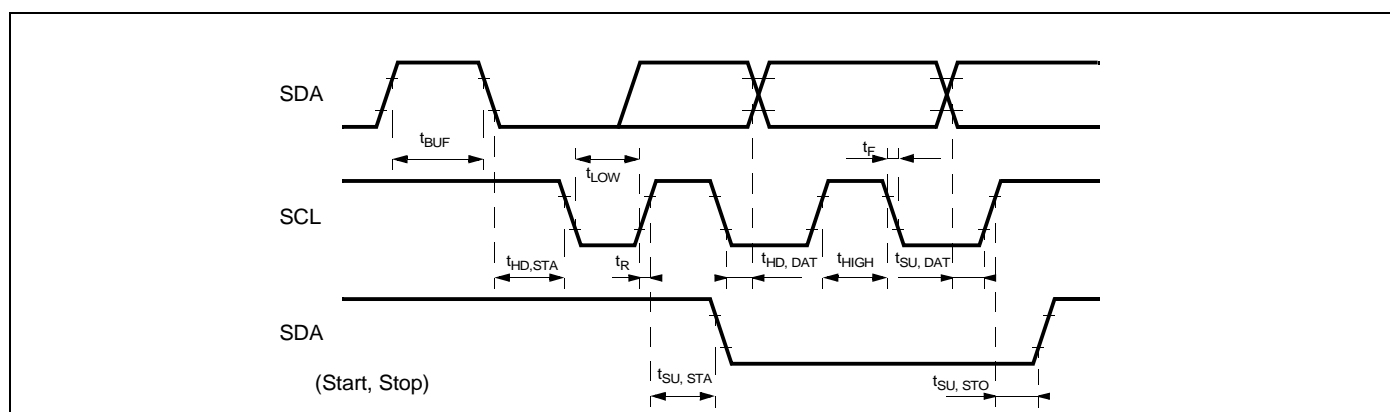 SDA
tBUF
tLOW
tF
SCL
tHD,STA
tR
tHD, DAT
tHIGH
tSU, DAT
SDA
(Start, Stop)
tSU, STA
tSU, STO